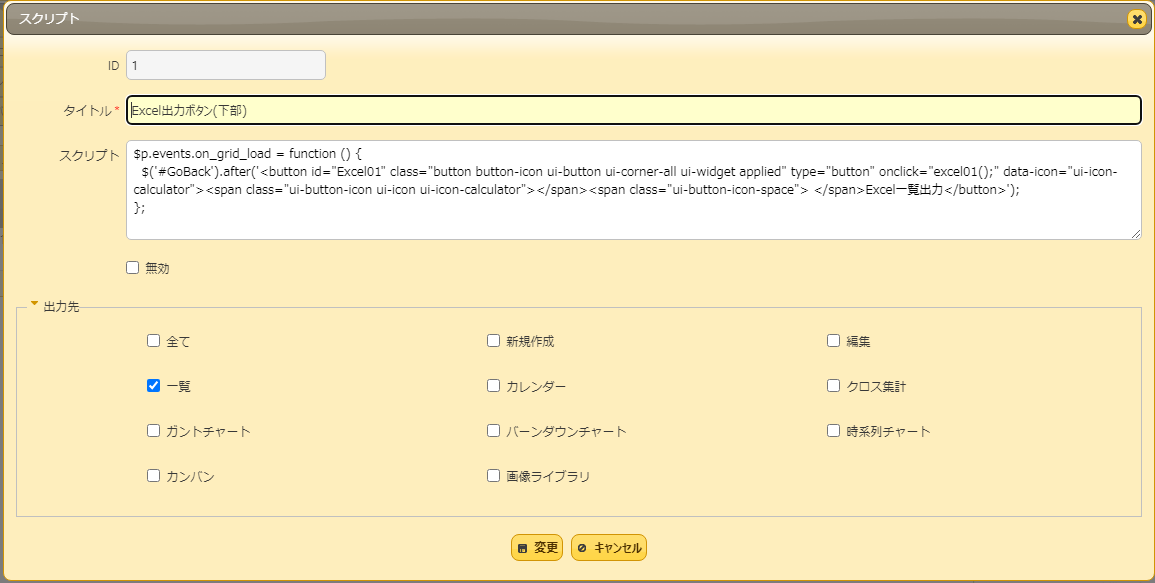 スクリプト
ID 1
タイトル* Excel出力ボタン(下部)
スクリプト $p.events.on_grid_load = function () {
$('#GoBack').after('<button id="Excel01" class="button button-icon ui-button ui-corner-all ui-widget applied" type="button" onclick="excel01();" data-icon="ui-icon-
calculator"><span class="ui-button-icon ui-icon ui-icon-calculator"></span><span class="ui-button-icon-space"> </span>Excel一覧出力</button>');
};
無効
出力先
全て 新規作成 編集
一覧 カレンダー クロス集計
ガントチャート バーンダウンチャート 時系列チャート
カンバン 画像ライブラリ
変更 キャンセル